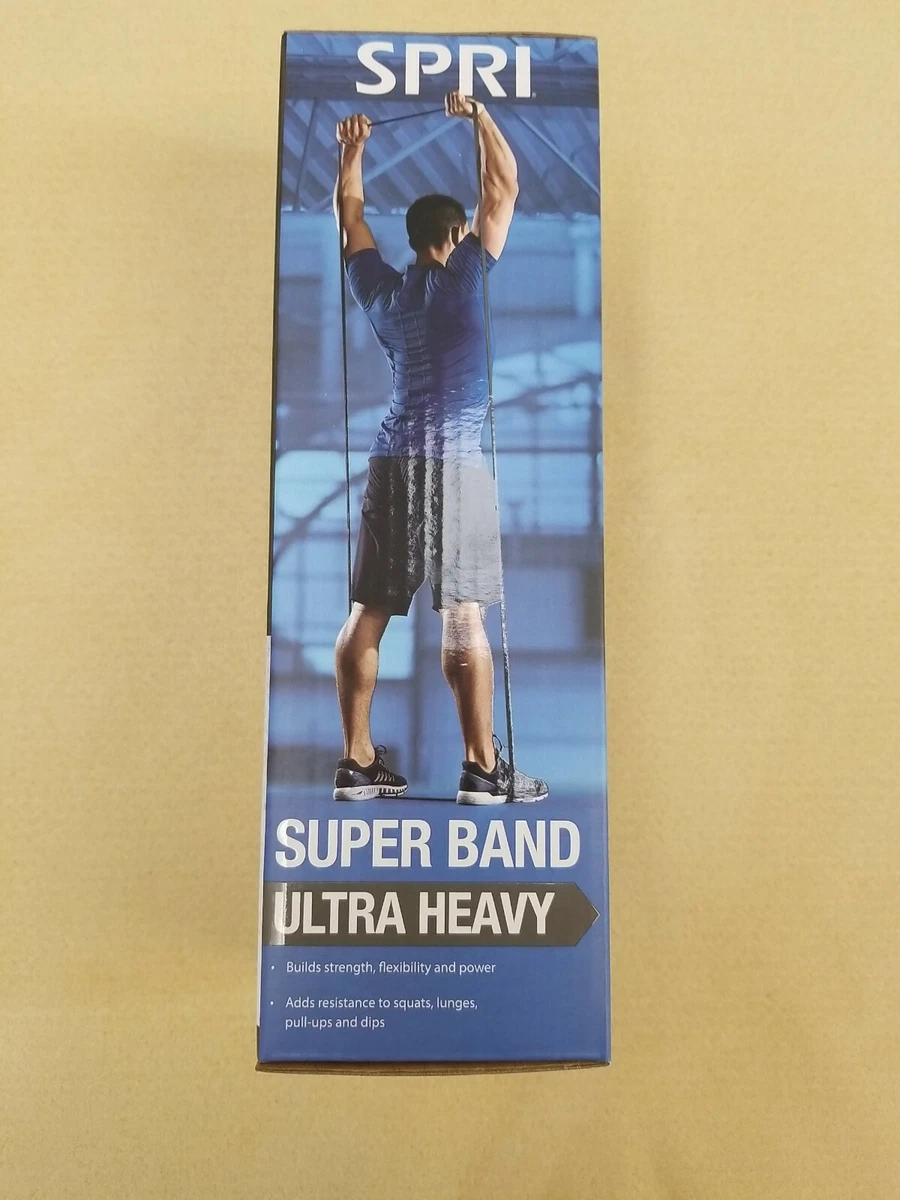 SPRI
SUPER BAND
ULTRA HEAVY
• Builds strength, flexibility and power
• Adds resistance to squats, lunges,
pull-ups and dips